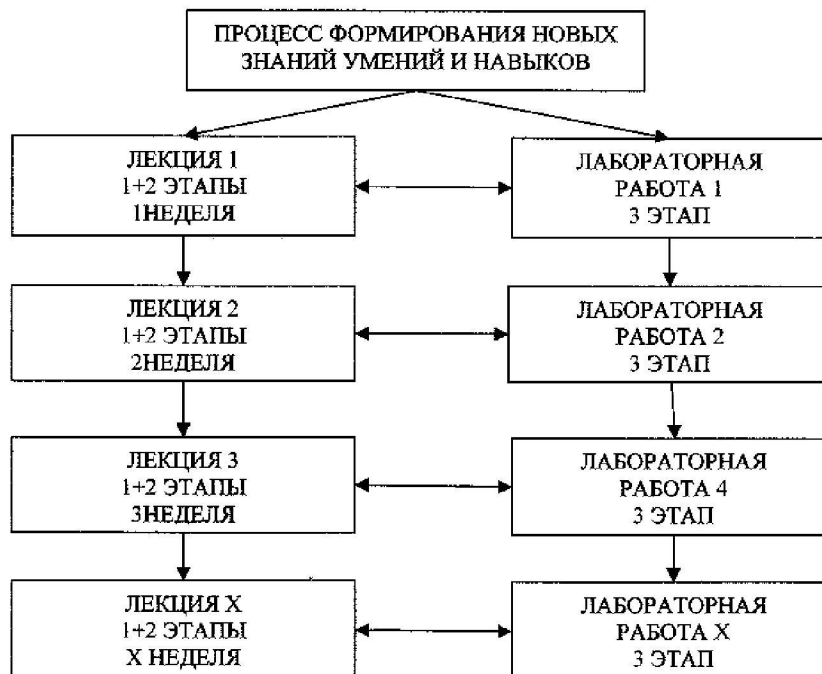 ПРОЦЕСС ФОРМИРОВАНИЯ НОВЫХ
ЗНАНИЙ УМЕНИЙ И НАВЫКОВ
ЛЕКЦИЯ 1
1+2 ЭТАПЫ
1НЕДЕЛЯ
ЛАБОРАТОРНАЯ
РАБОТА 1
3 ЭТАП
ЛЕКЦИЯ 2
1+2 ЭТАПЫ
2НЕДЕЛЯ
ЛАБОРАТОРНАЯ
РАБОТА 2
3 ЭТАП
ЛЕКЦИЯ 3
1+2 ЭТАПЫ
3НЕДЕЛЯ
ЛАБОРАТОРНАЯ
РАБОТА 4
3 ЭТАП
ЛЕКЦИЯ X
1+2 ЭТАПЫ
X НЕДЕЛЯ
ЛАБОРАТОРНАЯ
РАБОТА X
3 ЭТАП